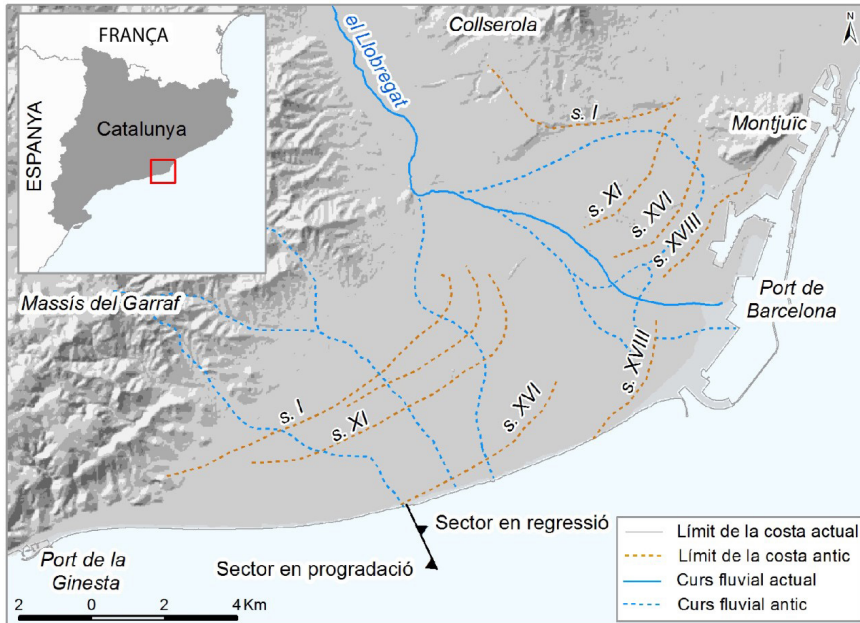 FRANÇA
ESPANYA
Catalunya
el Llobregat
Collserola
N
s. I
Montjuïc
s. XI
s. XVI
s. XVIII
Massís del Garraf
Port de
Barcelona
s. XVIII
s. I
s. XI
s. XVI
Sector en regressió
Sector en progradació
Port de la
Ginesta
2 0 2 4 Km
Límit de la costa actual
Límit de la costa antic
Curs fluvial actual
Curs fluvial antic